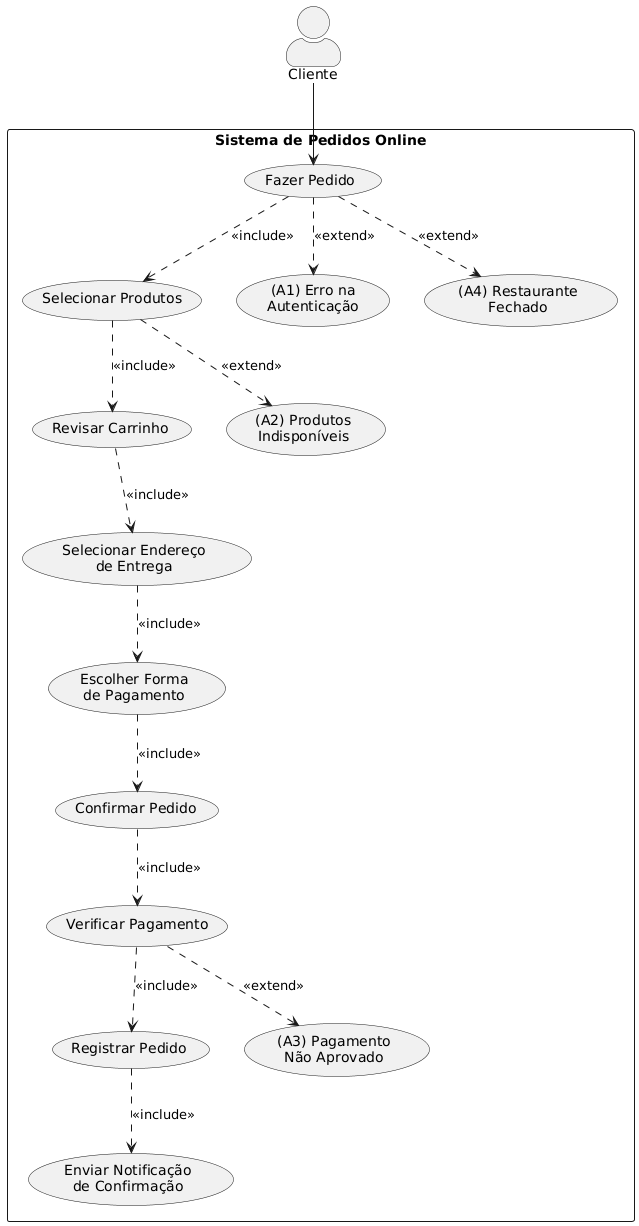 Cliente
Sistema de Pedidos Online
Fazer Pedido
«include»
«extend»
«extend»
Selecionar Produtos
(A1) Erro na
Autenticação
(A4) Restaurante
Fechado
«include»
«extend»
Revisar Carrinho
(A2) Produtos
Indisponíveis
«include»
Selecionar Endereço
de Entrega
«include»
Escolher Forma
de Pagamento
«include»
Confirmar Pedido
«include»
Verificar Pagamento
«include»
«extend»
Registrar Pedido
(A3) Pagamento
Não Aprovado
«include»
Enviar Notificação
de Confirmação